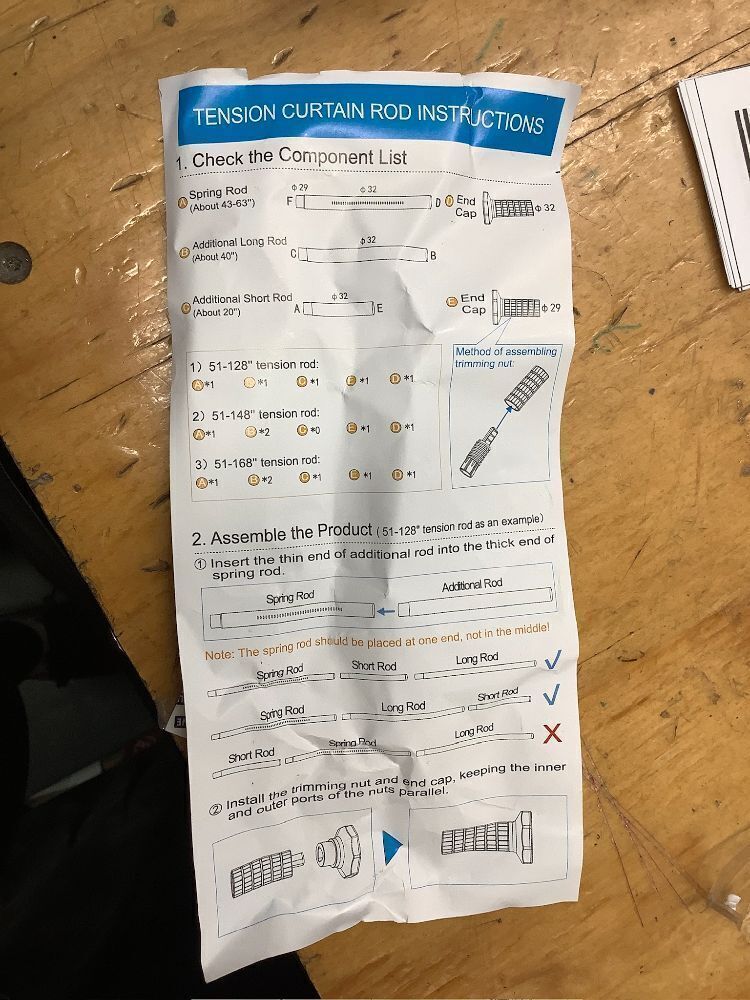 TENSION CURTAIN ROD INSTRUCTIONS
1. Check the Component List
A Spring Rod
(About 43-63")
Φ29
Φ32
F
D
D End
Cap
Φ32
B Additional Long Rod
(About 40")
Φ32
C
B
C Additional Short Rod
(About 20")
Φ32
A
E
E End
Cap
Φ29
Method of assembling
trimming nut:
1) 51-128" tension rod:
A*1 B*1 C*1 E*1 D*1
2) 51-148" tension rod:
A*1 B*2 C*0 E*1 D*1
3) 51-168" tension rod:
A*1 B*2 C*1 E*1 D*1
2. Assemble the Product (51-128" tension rod as an example)
① Insert the thin end of additional rod into the thick end of
spring rod.
Spring Rod
Additional Rod
Note: The spring rod should be placed at one end, not in the middle!
Spring Rod Short Rod Long Rod
Spring Rod Long Rod Short Rod
Short Rod Spring Rod Long Rod
② Install the trimming nut and end cap, keeping the inner
and outer ports of the nuts parallel.